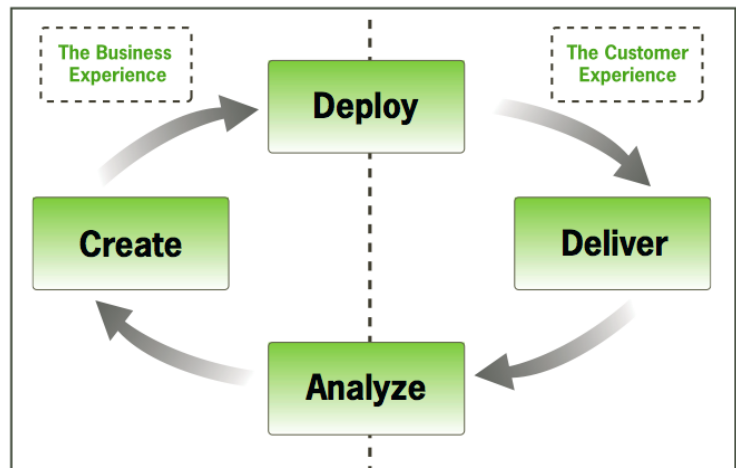 The Business
Experience
The Customer
Experience
Deploy
Create
Deliver
Analyze